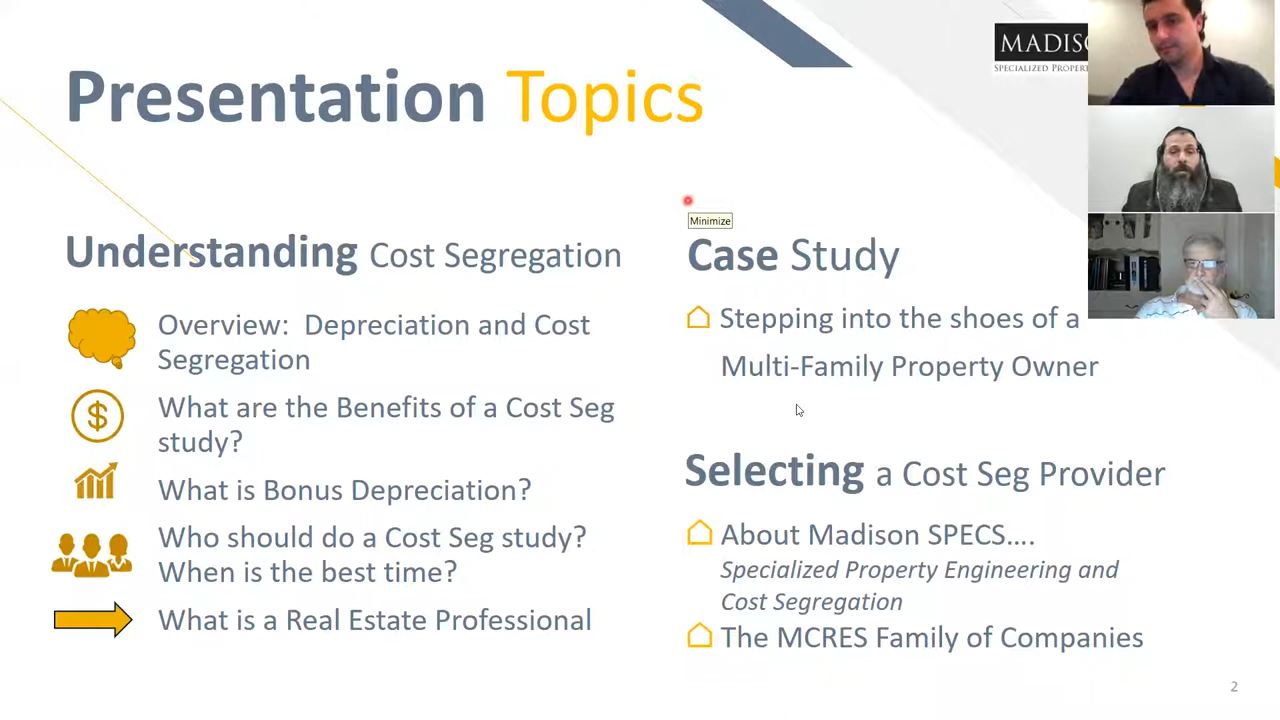 Presentation Topics
MADISO
SPECIALIZED PROPER
Minimize
Understanding Cost Segregation
Overview: Depreciation and Cost
Segregation
$
What are the Benefits of a Cost Seg
study?
What is Bonus Depreciation?
Who should do a Cost Seg study?
When is the best time?
What is a Real Estate Professional
Case Study
Stepping into the shoes of a
Multi-Family Property Owner
Selecting a Cost Seg Provider
About Madison SPECS....
Specialized Property Engineering and
Cost Segregation
The MCRES Family of Companies
2